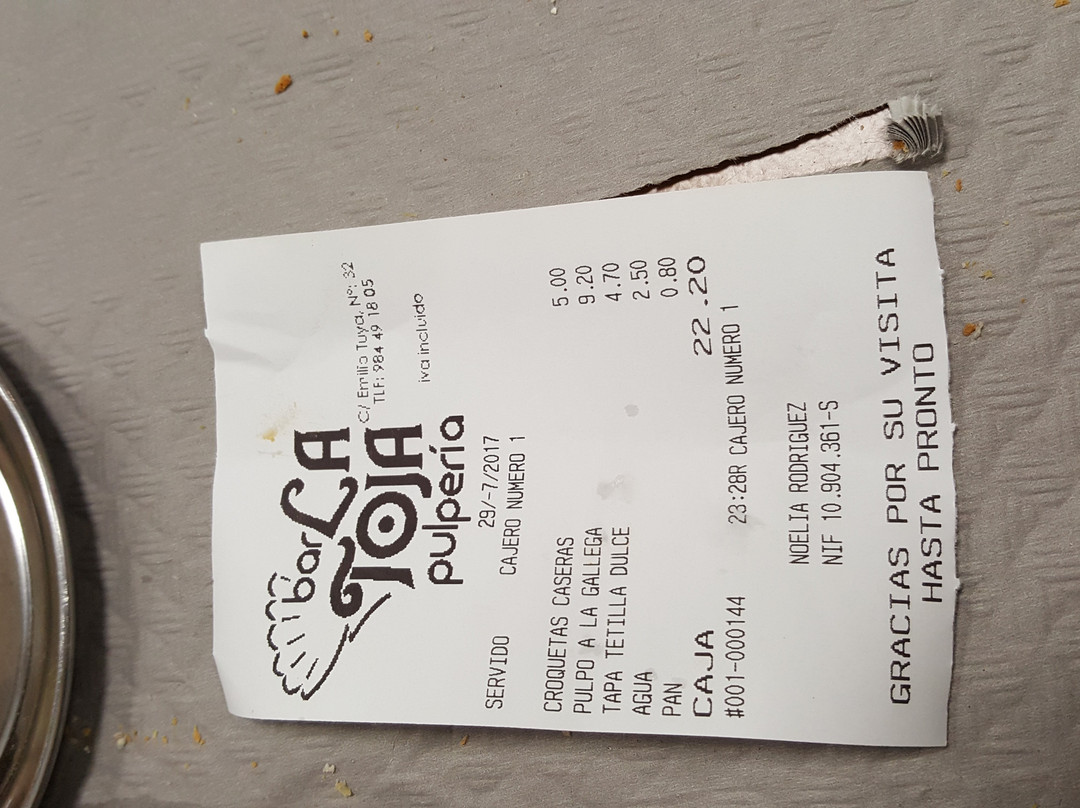 bar LA
TOJA
pulpería
C/ Emilio Tuya, Nº: 32
TLF: 984 49 18 05
iva incluido
29/-7/2017
SERVIDO CAJERO NUMERO 1
CROQUETAS CASERAS 5.00
PULPO A LA GALLEGA 9.20
TAPA TETILLA DULCE 4.70
AGUA 2.50
PAN 0.80
CAJA 22.20
#001-000144 23:28R CAJERO NUMERO 1
NOELIA RODRIGUEZ
NIF 10.904.361-S
GRACIAS POR SU VISITA
HASTA PRONTO